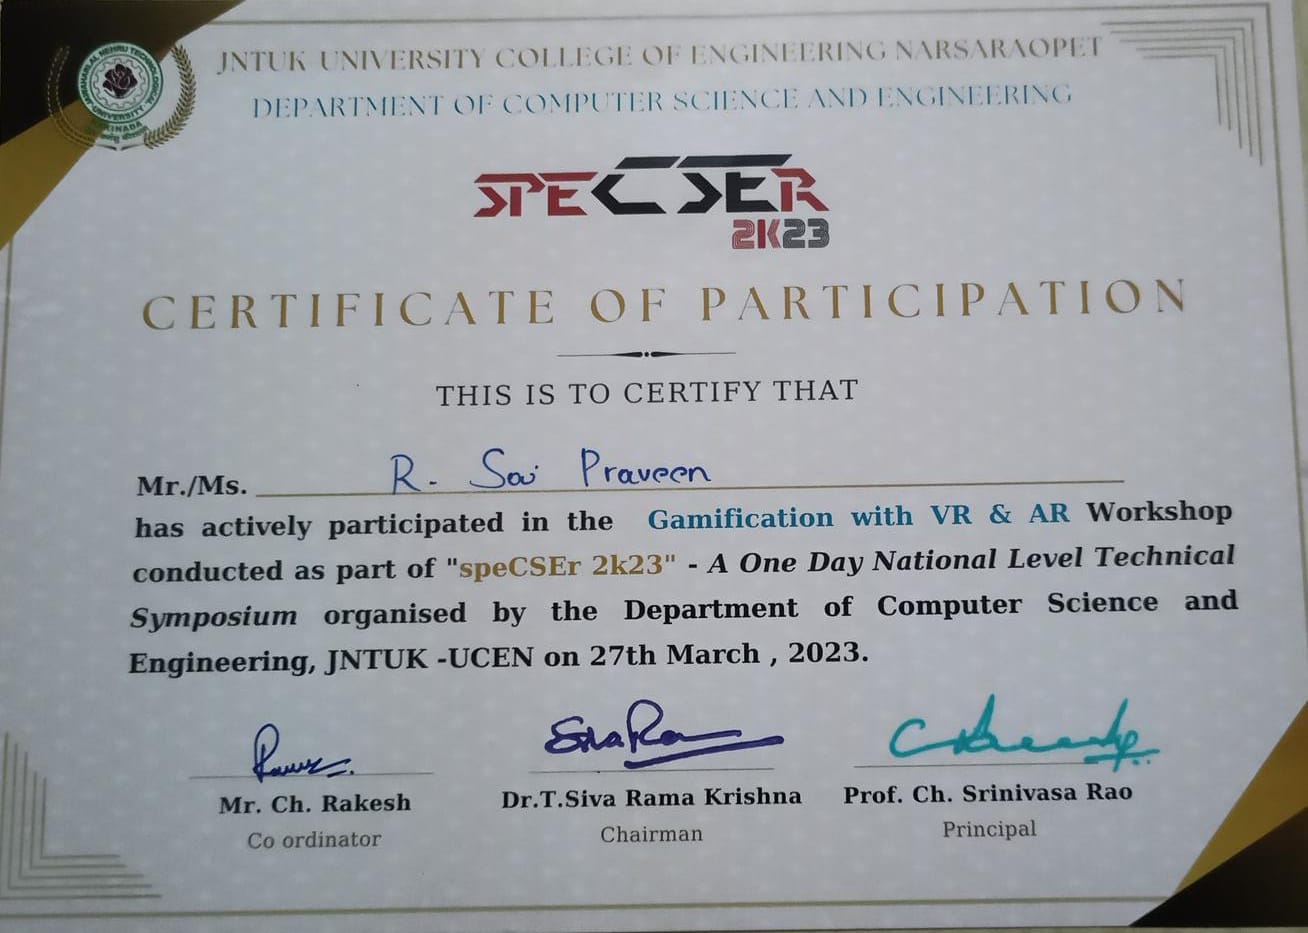 JNTUK UNIVERSITY COLLEGE OF ENGINEERING NARSARAOPET
DEPARTMENT OF COMPUTER SCIENCE AND ENGINEERING
SPECSER
2K23
CERTIFICATE OF PARTICIPATION
THIS IS TO CERTIFY THAT
Mr./Ms. R. Sai Praveen
has actively participated in the Gamification with VR & AR Workshop
conducted as part of "speCSEr 2k23" - A One Day National Level Technical
Symposium organised by the Department of Computer Science and
Engineering, JNTUK -UCEN on 27th March , 2023.
Mr. Ch. Rakesh
Co ordinator
Dr.T.Siva Rama Krishna
Chairman
Prof. Ch. Srinivasa Rao
Principal